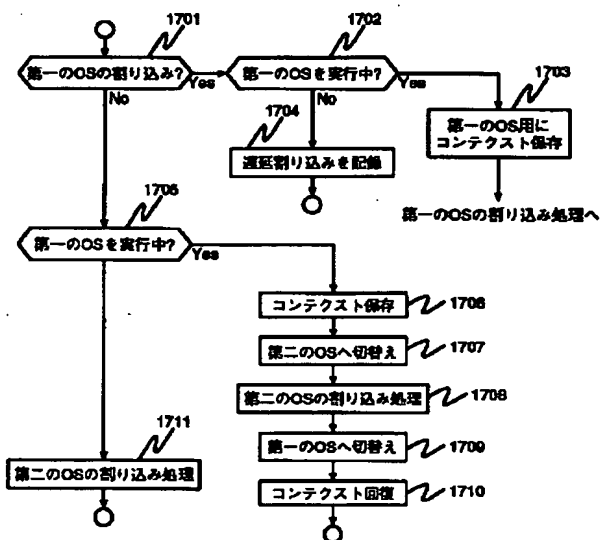 1701
1702
第一のOSの割り込み?
Yes
第一のOSを実行中?
Yes
1703
No
No
1704
第一のOS用に
コンテクスト保存
遅延割り込みを記録
1705
第一のOSの割り込み処理へ
第一のOSを実行中?
Yes
コンテクスト保存
1706
第二のOSへ切替え
1707
第二のOSの割り込み処理
1708
1711
第一のOSへ切替え
1709
第二のOSの割り込み処理
コンテクスト回復
1710